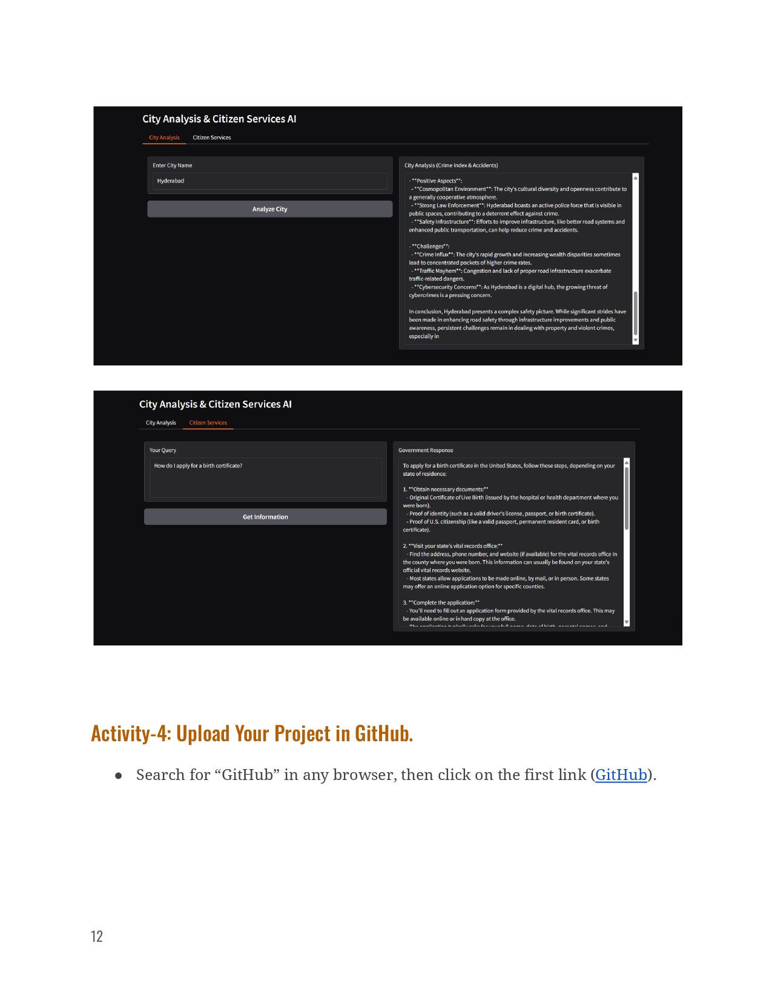 City Analysis & Citizen Services AI
City Analysis
Citizen Services
Enter City Name
Hyderabad
Analyze City
City Analysis (Crime Index & Accidents)
- **Positive Aspects**:
- **Cosmopolitan Environment**: The city's cultural diversity and openness contribute to
a generally cooperative atmosphere.
- **Strong Law Enforcement**: Hyderabad boasts an active police force that is visible in
public spaces, contributing to a deterrent effect against crime.
- **Safety Infrastructure**: Efforts to improve infrastructure, like better road systems and
enhanced public transportation, can help reduce crime and accidents.
- **Challenges**:
- **Crime Influx**: The city's rapid growth and increasing wealth disparities sometimes
lead to concentrated pockets of higher crime rates.
- **Traffic Mayhem**: Congestion and lack of proper road infrastructure exacerbate
traffic-related dangers.
- **Cybersecurity Concerns**: As Hyderabad is a digital hub, the growing threat of
cybercrimes is a pressing concern.
In conclusion, Hyderabad presents a complex safety picture. While significant strides have
been made in enhancing road safety through infrastructure improvements and public
awareness, persistent challenges remain in dealing with property and violent crimes,
especially in
City Analysis & Citizen Services AI
City Analysis
Citizen Services
Your Query
How do I apply for a birth certificate?
Get Information
Government Response
To apply for a birth certificate in the United States, follow these steps, depending on your
state of residence:
1. **Obtain necessary documents:**
- Original Certificate of Live Birth (issued by the hospital or health department where you
were born).
- Proof of identity (such as a valid driver's license, passport, or birth certificate).
- Proof of U.S. citizenship (like a valid passport, permanent resident card, or birth
certificate).
2. **Visit your state's vital records office:**
- Find the address, phone number, and website (if available) for the vital records office in
the county where you were born. This information can usually be found on your state's
official vital records website.
- Most states allow applications to be made online, by mail, or in person. Some states
may offer an online application option for specific counties.
3. **Complete the application:**
- You'll need to fill out an application form provided by the vital records office. This may
be available online or in hard copy at the office.
- The application typically asks for your full name, date of birth, parents' names, and
Activity-4: Upload Your Project in GitHub.
● Search for “GitHub” in any browser, then click on the first link (GitHub).
12